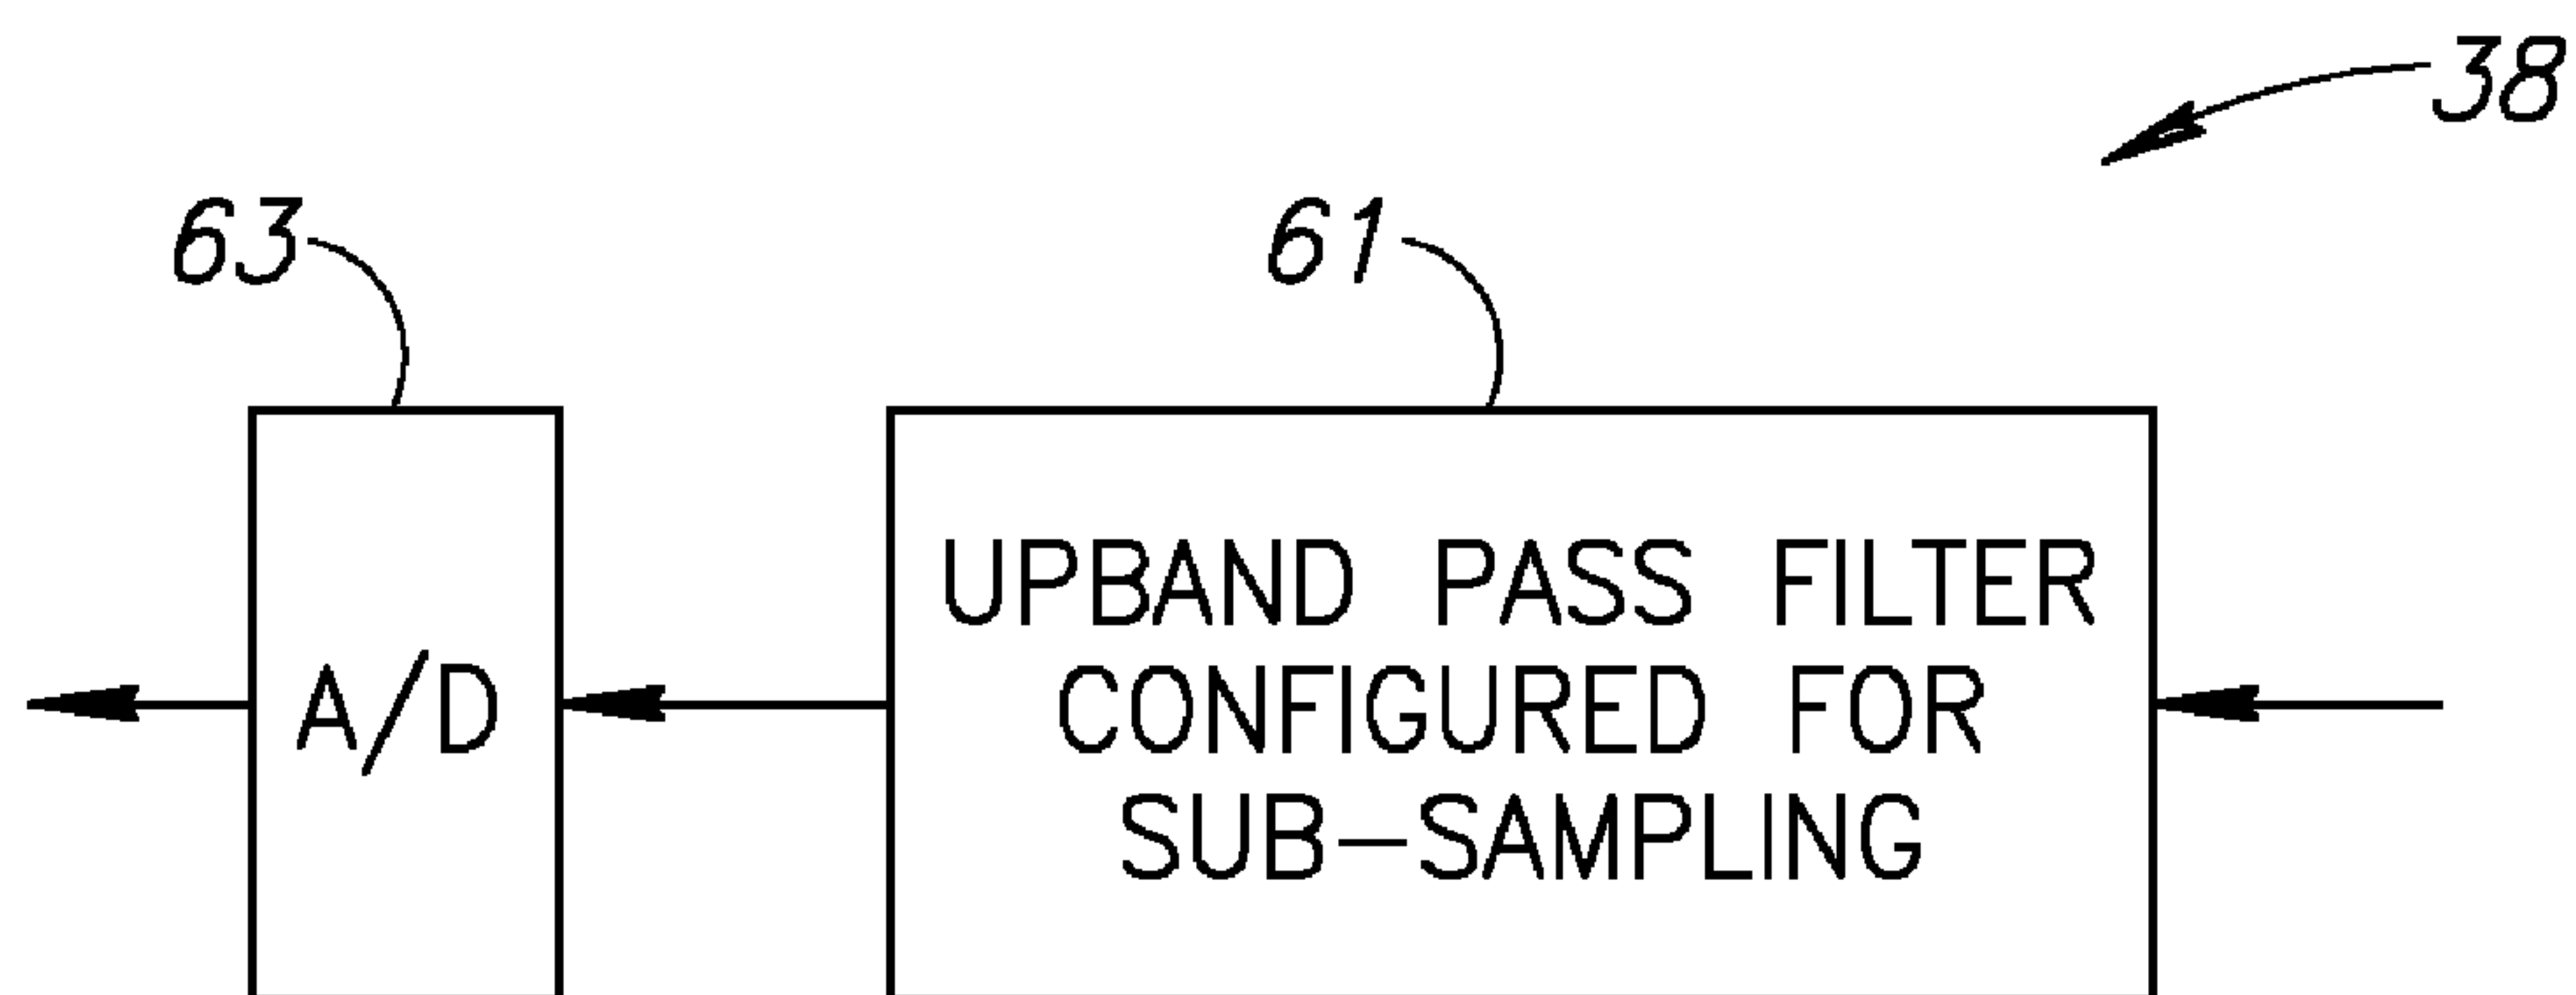 38
63
61
UPBAND PASS FILTER
CONFIGURED FOR
SUB-SAMPLING
A/D